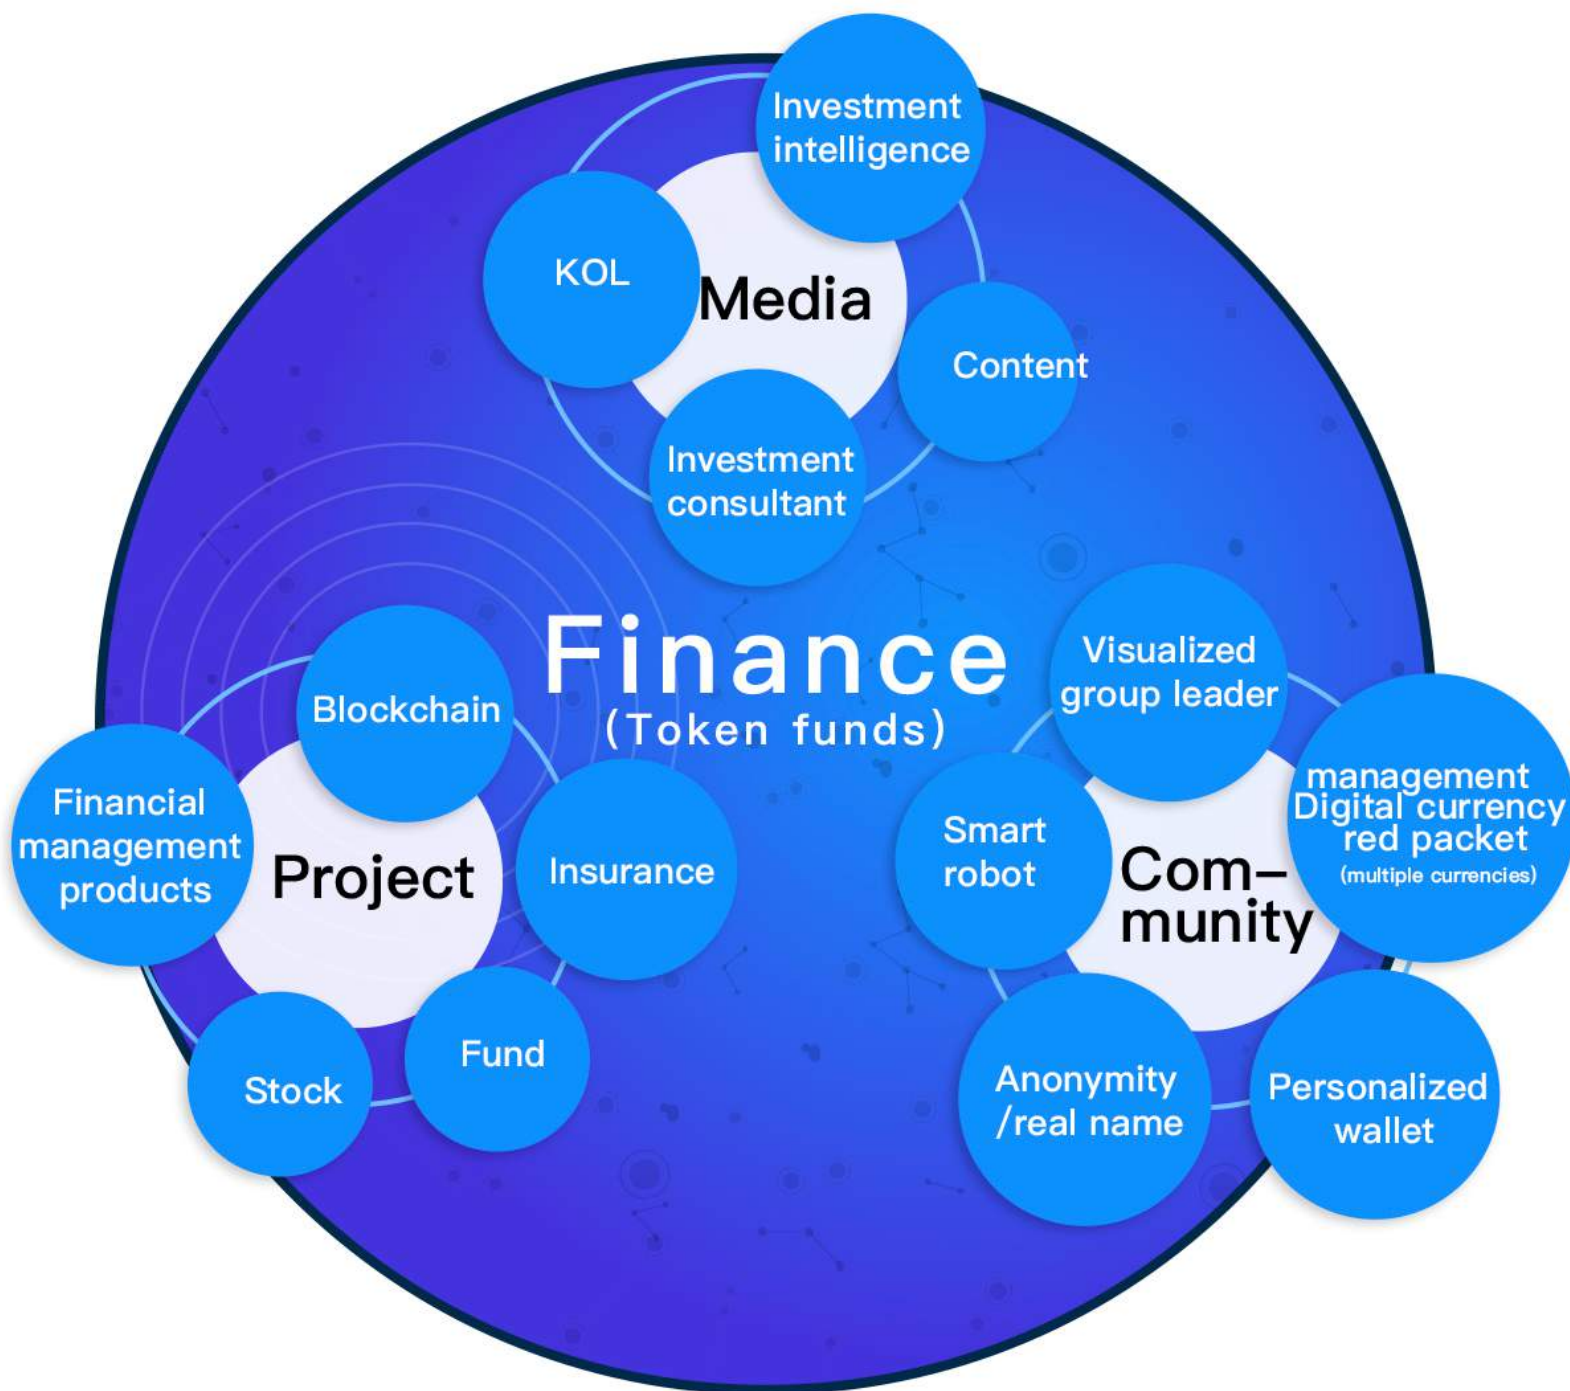 Investment
intelligence
KOL
Media
Content
Investment
consultant
Finance
(Token funds)
Blockchain
Financial
management
products
Project
Insurance
Stock
Fund
Visualized
group leader
management
Digital currency
red packet
(multiple currencies)
Smart
robot
Com–
munity
Anonymity
/real name
Personalized
wallet